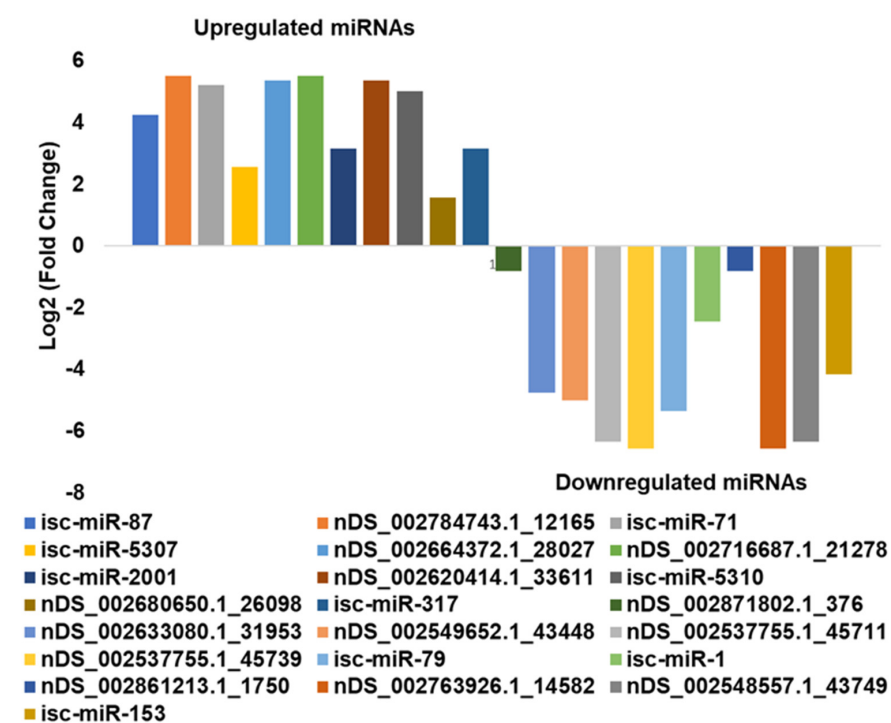 Upregulated miRNAs
6
4
2
0
-2
-4
-6
-8
Log2 (Fold Change)
1
Downregulated miRNAs
isc-miR-87 nDS_002784743.1_12165 isc-miR-71
isc-miR-5307 nDS_002664372.1_28027 nDS_002716687.1_21278
isc-miR-2001 nDS_002620414.1_33611 isc-miR-5310
nDS_002680650.1_26098 isc-miR-317 nDS_002871802.1_376
nDS_002633080.1_31953 nDS_002549652.1_43448 nDS_002537755.1_45711
nDS_002537755.1_45739 isc-miR-79 isc-miR-1
nDS_002861213.1_1750 nDS_002763926.1_14582 nDS_002548557.1_43749
isc-miR-153